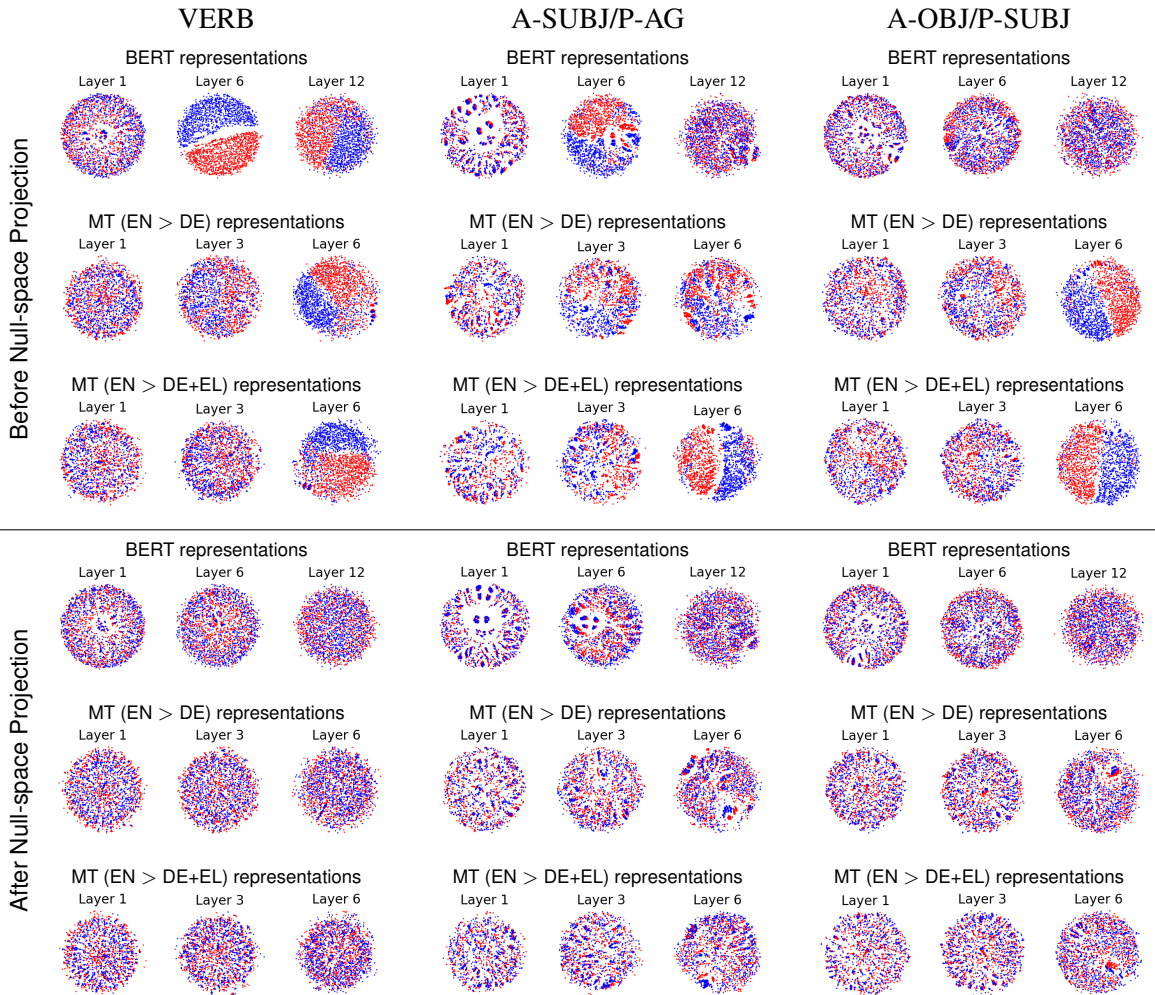 VERB A-SUBJ/P-AG A-OBJ/P-SUBJ
Before Null-space Projection
BERT representations BERT representations BERT representations
Layer 1 Layer 6 Layer 12 Layer 1 Layer 6 Layer 12 Layer 1 Layer 6 Layer 12
MT (EN > DE) representations MT (EN > DE) representations MT (EN > DE) representations
Layer 1 Layer 3 Layer 6 Layer 1 Layer 3 Layer 6 Layer 1 Layer 3 Layer 6
MT (EN > DE+EL) representations MT (EN > DE+EL) representations MT (EN > DE+EL) representations
Layer 1 Layer 3 Layer 6 Layer 1 Layer 3 Layer 6 Layer 1 Layer 3 Layer 6
After Null-space Projection
BERT representations BERT representations BERT representations
Layer 1 Layer 6 Layer 12 Layer 1 Layer 6 Layer 12 Layer 1 Layer 6 Layer 12
MT (EN > DE) representations MT (EN > DE) representations MT (EN > DE) representations
Layer 1 Layer 3 Layer 6 Layer 1 Layer 3 Layer 6 Layer 1 Layer 3 Layer 6
MT (EN > DE+EL) representations MT (EN > DE+EL) representations MT (EN > DE+EL) representations
Layer 1 Layer 3 Layer 6 Layer 1 Layer 3 Layer 6 Layer 1 Layer 3 Layer 6